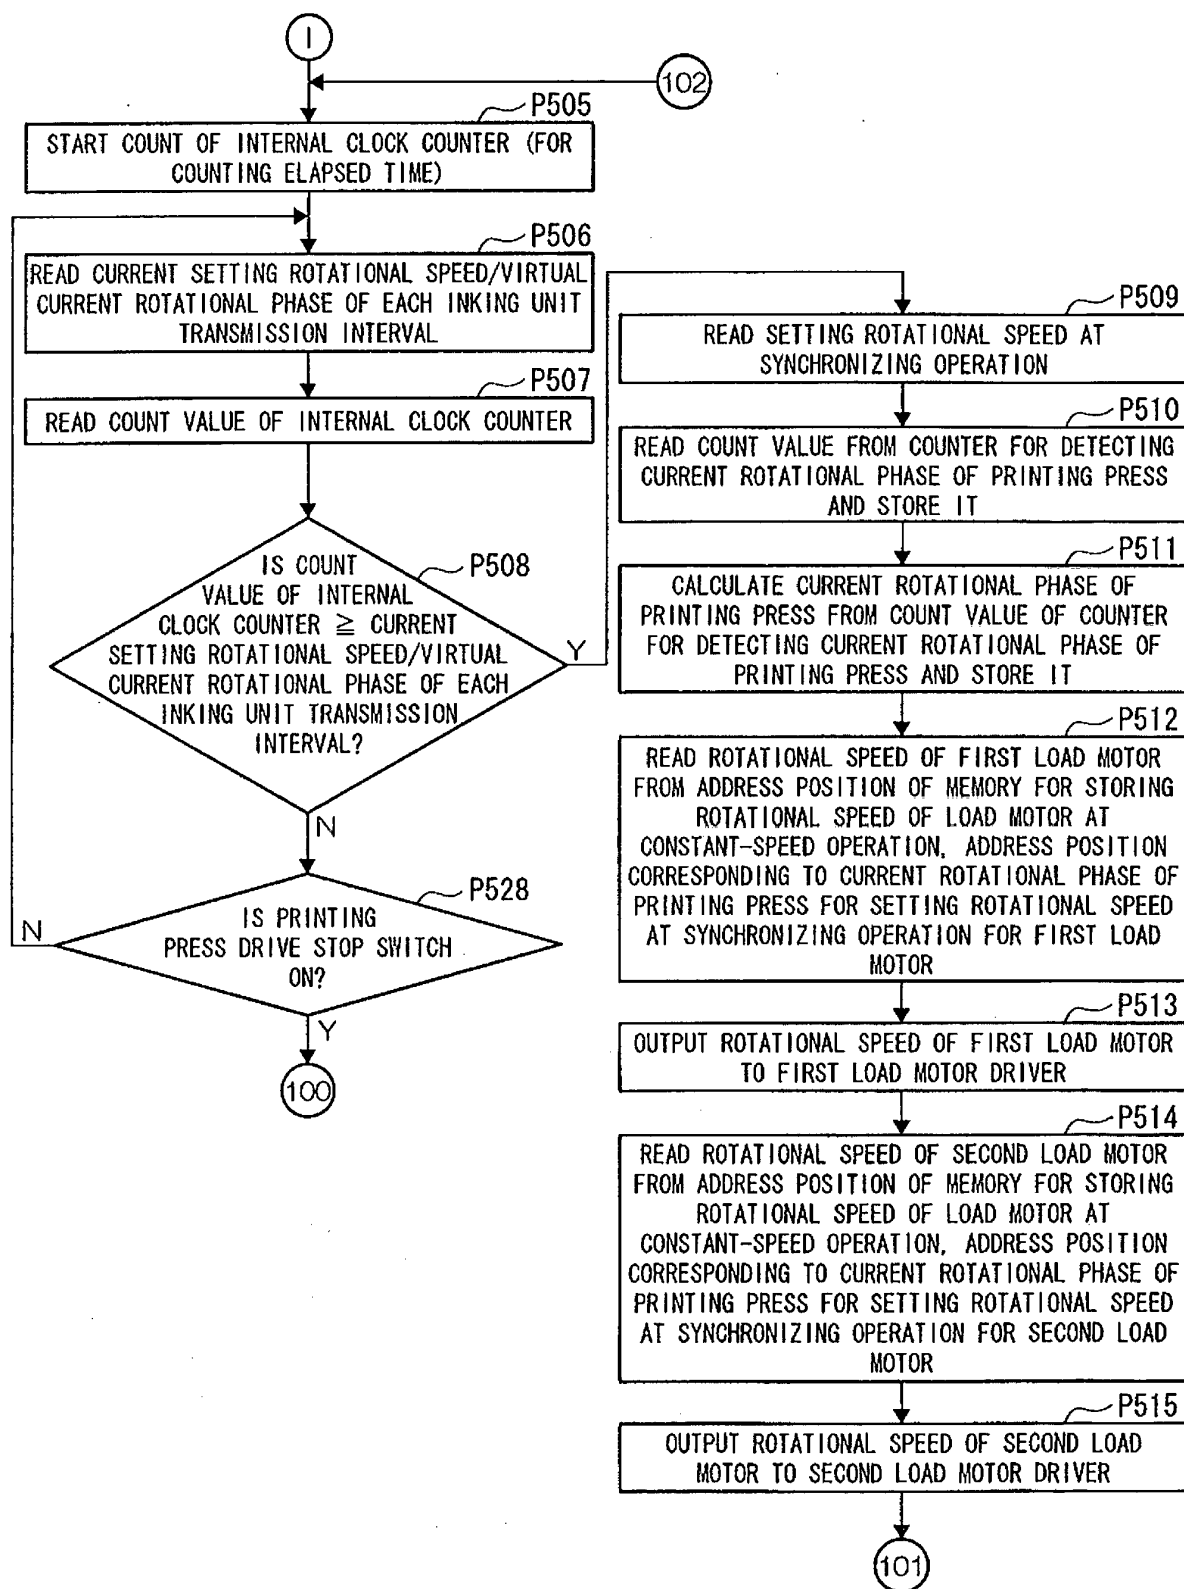 I
102
P505
START COUNT OF INTERNAL CLOCK COUNTER (FOR
COUNTING ELAPSED TIME)
P506
READ CURRENT SETTING ROTATIONAL SPEED/VIRTUAL
CURRENT ROTATIONAL PHASE OF EACH INKING UNIT
TRANSMISSION INTERVAL
P507
READ COUNT VALUE OF INTERNAL CLOCK COUNTER
P508
IS COUNT
VALUE OF INTERNAL
CLOCK COUNTER ≧ CURRENT
SETTING ROTATIONAL SPEED/VIRTUAL
CURRENT ROTATIONAL PHASE OF EACH
INKING UNIT TRANSMISSION
INTERVAL?
Y
N
P528
IS PRINTING
PRESS DRIVE STOP SWITCH
ON?
N
Y
100
P509
READ SETTING ROTATIONAL SPEED AT
SYNCHRONIZING OPERATION
P510
READ COUNT VALUE FROM COUNTER FOR DETECTING
CURRENT ROTATIONAL PHASE OF PRINTING PRESS
AND STORE IT
P511
CALCULATE CURRENT ROTATIONAL PHASE OF
PRINTING PRESS FROM COUNT VALUE OF COUNTER
FOR DETECTING CURRENT ROTATIONAL PHASE OF
PRINTING PRESS AND STORE IT
P512
READ ROTATIONAL SPEED OF FIRST LOAD MOTOR
FROM ADDRESS POSITION OF MEMORY FOR STORING
ROTATIONAL SPEED OF LOAD MOTOR AT
CONSTANT-SPEED OPERATION, ADDRESS POSITION
CORRESPONDING TO CURRENT ROTATIONAL PHASE OF
PRINTING PRESS FOR SETTING ROTATIONAL SPEED
AT SYNCHRONIZING OPERATION FOR FIRST LOAD
MOTOR
P513
OUTPUT ROTATIONAL SPEED OF FIRST LOAD MOTOR
TO FIRST LOAD MOTOR DRIVER
P514
READ ROTATIONAL SPEED OF SECOND LOAD MOTOR
FROM ADDRESS POSITION OF MEMORY FOR STORING
ROTATIONAL SPEED OF LOAD MOTOR AT
CONSTANT-SPEED OPERATION, ADDRESS POSITION
CORRESPONDING TO CURRENT ROTATIONAL PHASE OF
PRINTING PRESS FOR SETTING ROTATIONAL SPEED
AT SYNCHRONIZING OPERATION FOR SECOND LOAD
MOTOR
P515
OUTPUT ROTATIONAL SPEED OF SECOND LOAD
MOTOR TO SECOND LOAD MOTOR DRIVER
101